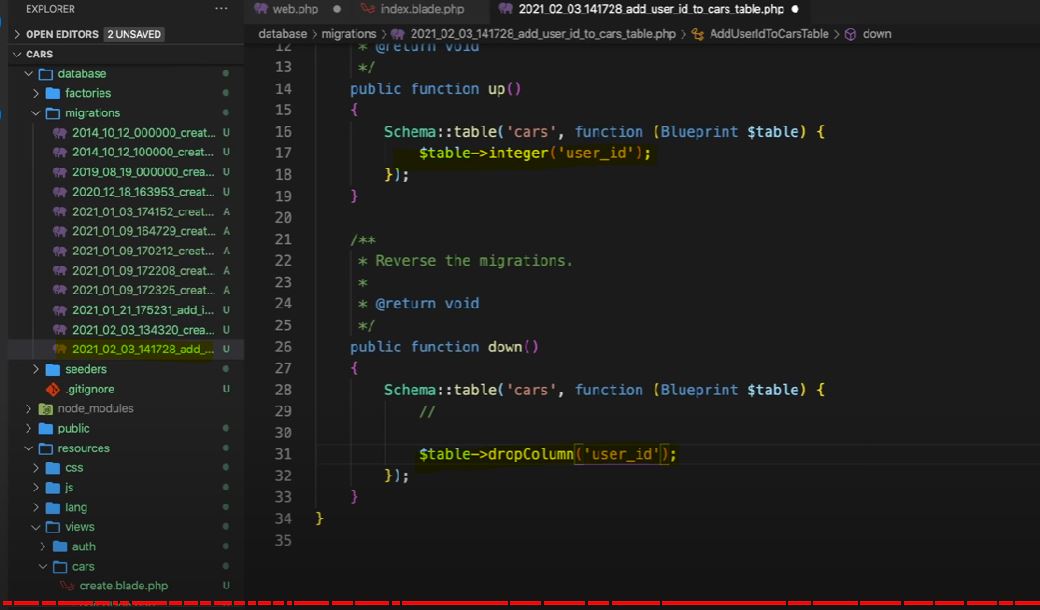 EXPLORER
···
OPEN EDITORS 2 UNSAVED
CARS
database
factories
migrations
2014_10_12_000000_creat... U
2014_10_12_100000_creat... U
2019_08_19_000000_crea... U
2020_12_18_163953_creat... U
2021_01_03_174152_creat... A
2021_01_09_164729_creat... A
2021_01_09_170212_creat... A
2021_01_09_172208_creat... A
2021_01_09_172325_creat... A
2021_01_21_175231_add_i... U
2021_02_03_134320_crea... U
2021_02_03_141728_add_... U
seeders
.gitignore U
node_modules
public
resources
css
js
lang
views
auth
cars
create.blade.php U
web.php
index.blade.php
2021_02_03_141728_add_user_id_to_cars_table.php
database > migrations > 2021_02_03_141728_add_user_id_to_cars_table.php > AddUserIdToCarsTable > down
12 * @return void
13 */
14 public function up()
15 {
16 Schema::table('cars', function (Blueprint $table) {
17 $table->integer('user_id');
18 });
19 }
20
21 /**
22 * Reverse the migrations.
23 *
24 * @return void
25 */
26 public function down()
27 {
28 Schema::table('cars', function (Blueprint $table) {
29 //
30
31 $table->dropColumn('user_id');
32 });
33 }
34 }
35